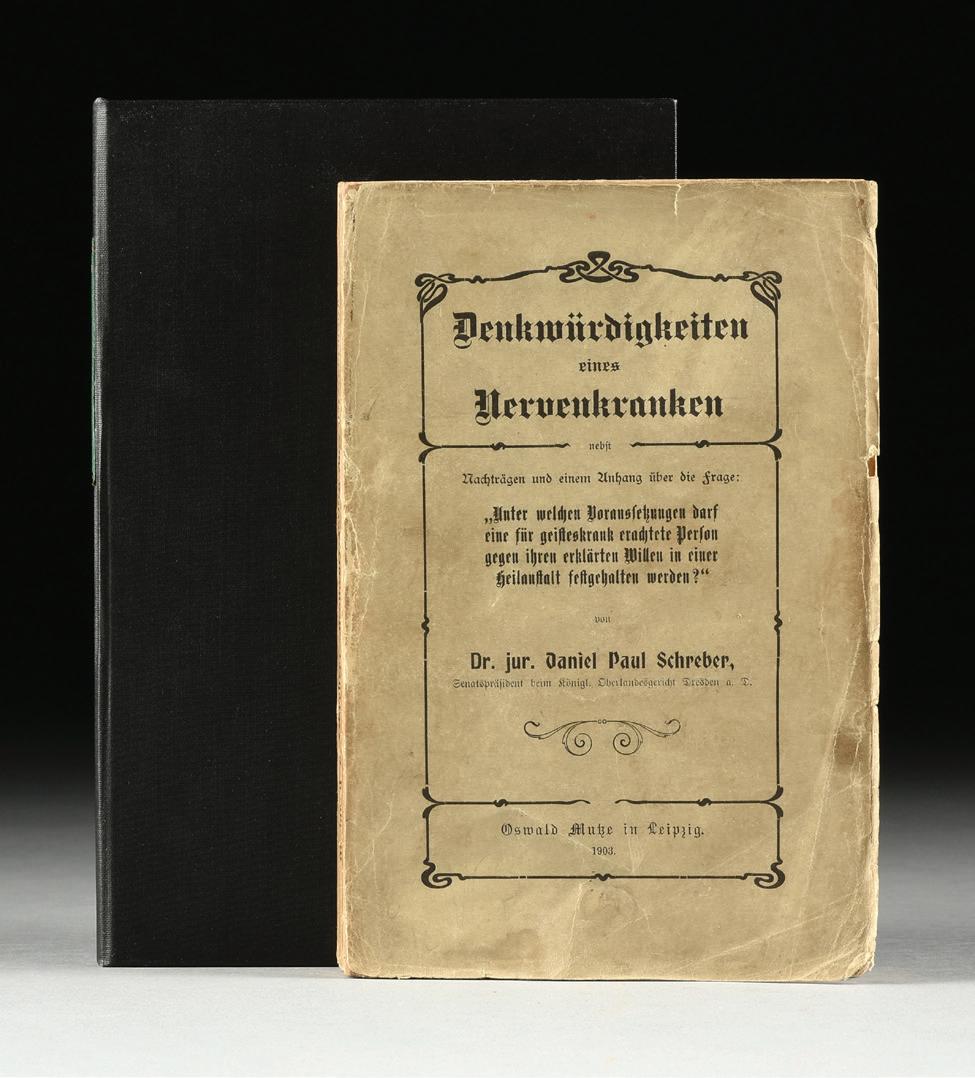 Denkwürdigkeiten
eines
Nervenkranken
nebst
Nachträgen und einem Anhang über die Frage:
„Unter welchen Voraussetzungen darf
eine für geisteskrank erachtete Person
gegen ihren erklärten Willen in einer
Heilanstalt festgehalten werden?“
von
Dr. jur. Daniel Paul Schreber,
Senatspräsident beim Königl. Oberlandesgericht Dresden a. D.
Oswald Mutze in Leipzig.
1903.